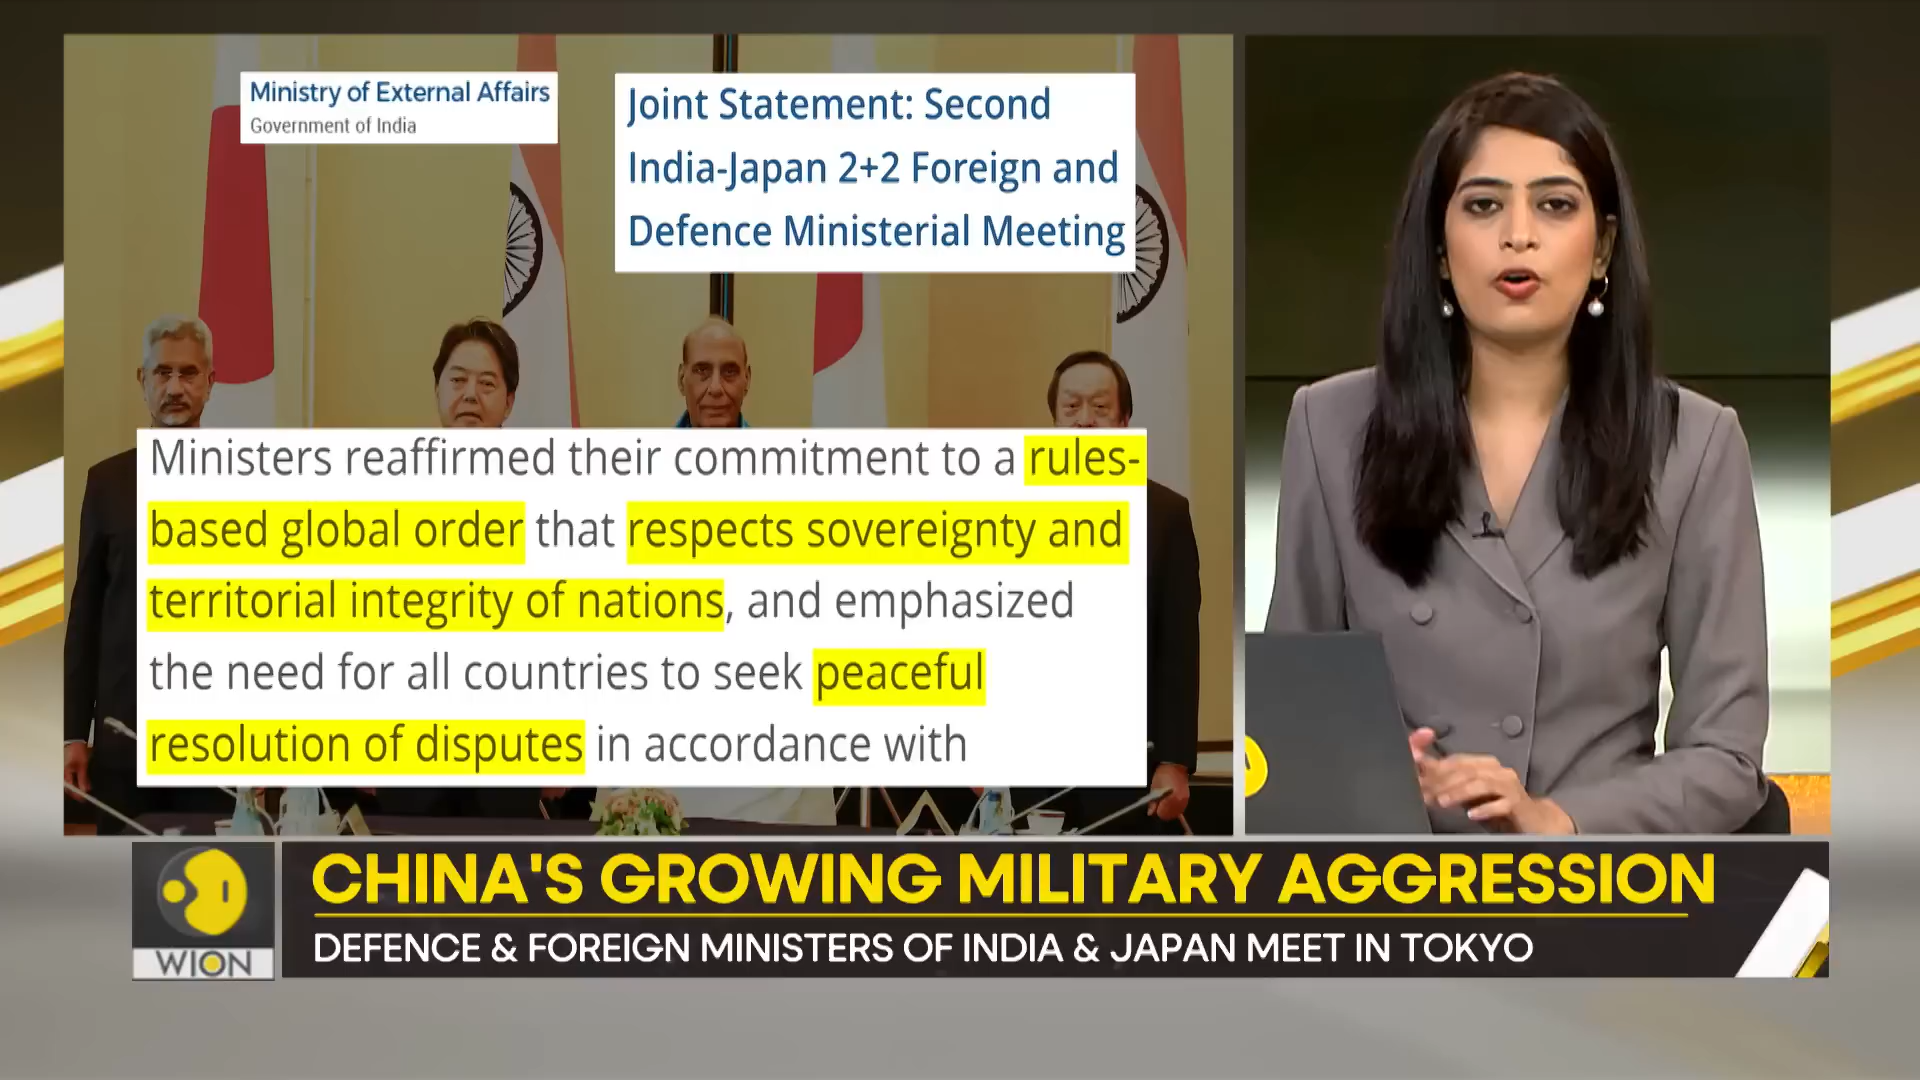 Ministry of External Affairs
Government of India
Joint Statement: Second
India-Japan 2+2 Foreign and
Defence Ministerial Meeting
Ministers reaffirmed their commitment to a rules-
based global order that respects sovereignty and
territorial integrity of nations, and emphasized
the need for all countries to seek peaceful
resolution of disputes in accordance with
CHINA'S GROWING MILITARY AGGRESSION
DEFENCE & FOREIGN MINISTERS OF INDIA & JAPAN MEET IN TOKYO
WION